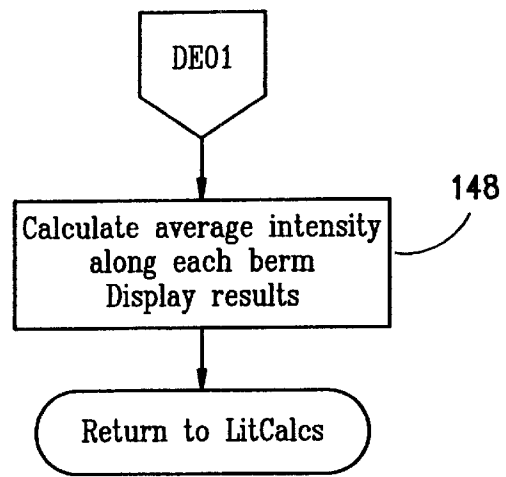 DE01
148
Calculate average intensity
along each berm
Display results
Return to LitCalcs